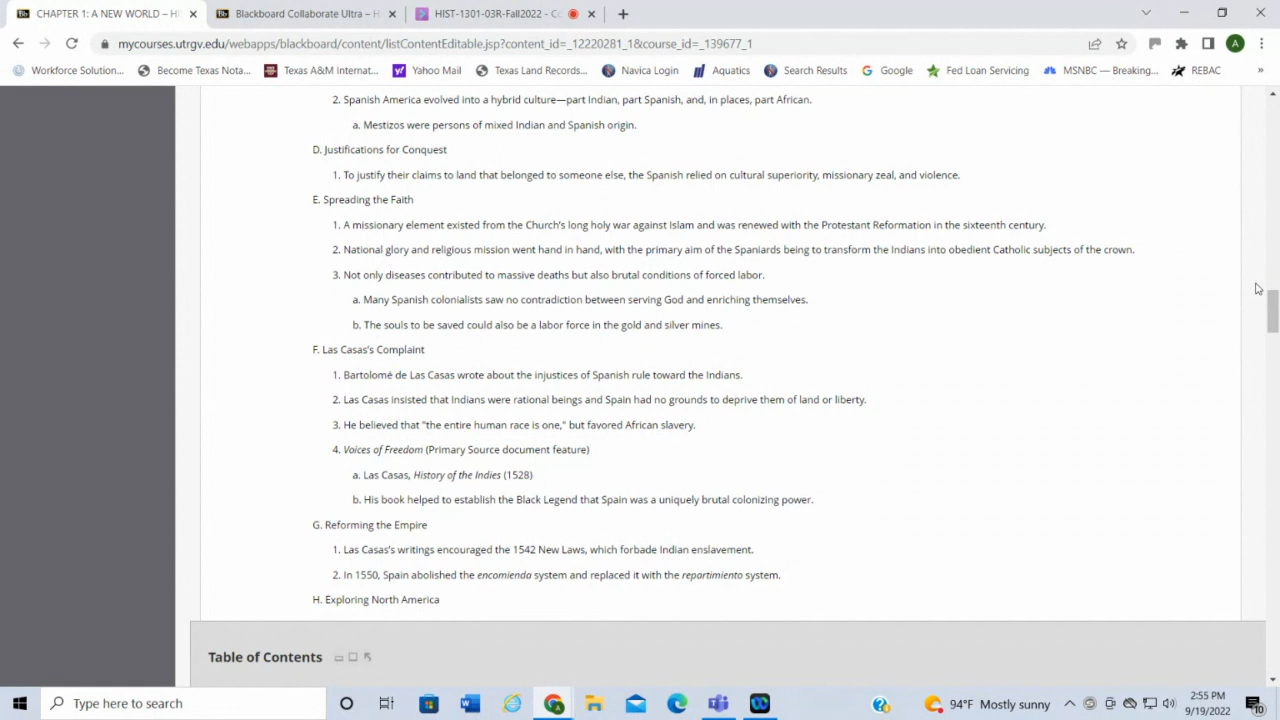 CHAPTER 1: A NEW WORLD – H
Blackboard Collaborate Ultra – H
HIST-1301-03R-Fall2022 - Co
mycourses.utrgv.edu/webapps/blackboard/content/listContentEditable.jsp?content_id=_12220281_1&course_id=_139677_1
A
Workforce Solution...
Become Texas Nota...
Texas A&M Internat...
Yahoo Mail
Texas Land Records...
Navica Login
Aquatics
Search Results
Google
Fed Loan Servicing
MSNBC — Breaking...
REBAC
»
2. Spanish America evolved into a hybrid culture—part Indian, part Spanish, and, in places, part African.
a. Mestizos were persons of mixed Indian and Spanish origin.
D. Justifications for Conquest
1. To justify their claims to land that belonged to someone else, the Spanish relied on cultural superiority, missionary zeal, and violence.
E. Spreading the Faith
1. A missionary element existed from the Church's long holy war against Islam and was renewed with the Protestant Reformation in the sixteenth century.
2. National glory and religious mission went hand in hand, with the primary aim of the Spaniards being to transform the Indians into obedient Catholic subjects of the crown.
3. Not only diseases contributed to massive deaths but also brutal conditions of forced labor.
a. Many Spanish colonialists saw no contradiction between serving God and enriching themselves.
b. The souls to be saved could also be a labor force in the gold and silver mines.
F. Las Casas's Complaint
1. Bartolomé de Las Casas wrote about the injustices of Spanish rule toward the Indians.
2. Las Casas insisted that Indians were rational beings and Spain had no grounds to deprive them of land or liberty.
3. He believed that "the entire human race is one," but favored African slavery.
4. Voices of Freedom (Primary Source document feature)
a. Las Casas, History of the Indies (1528)
b. His book helped to establish the Black Legend that Spain was a uniquely brutal colonizing power.
G. Reforming the Empire
1. Las Casas's writings encouraged the 1542 New Laws, which forbade Indian enslavement.
2. In 1550, Spain abolished the encomienda system and replaced it with the repartimiento system.
H. Exploring North America
Table of Contents
Type here to search
94°F Mostly sunny
2:55 PM
9/19/2022
10